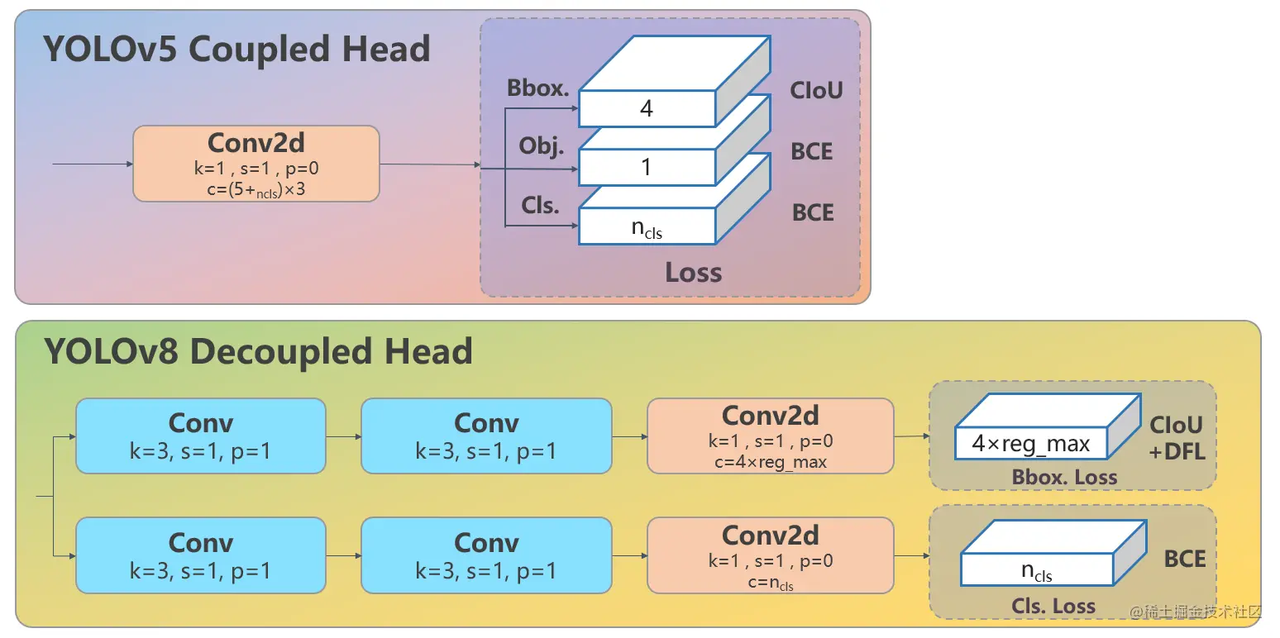 YOLOv5 Coupled Head
Conv2d
k=1 , s=1 , p=0
c=(5+ncls)×3
Bbox.
4
CIoU
Obj.
1
BCE
Cls.
ncls
BCE
Loss
YOLOv8 Decoupled Head
Conv
k=3, s=1, p=1
Conv
k=3, s=1, p=1
Conv2d
k=1 , s=1 , p=0
c=4×reg_max
4×reg_max
CIoU
+DFL
Bbox. Loss
Conv
k=3, s=1, p=1
Conv
k=3, s=1, p=1
Conv2d
k=1 , s=1 , p=0
c=ncls
ncls
BCE
Cls. Loss
@稀土掘金技术社区